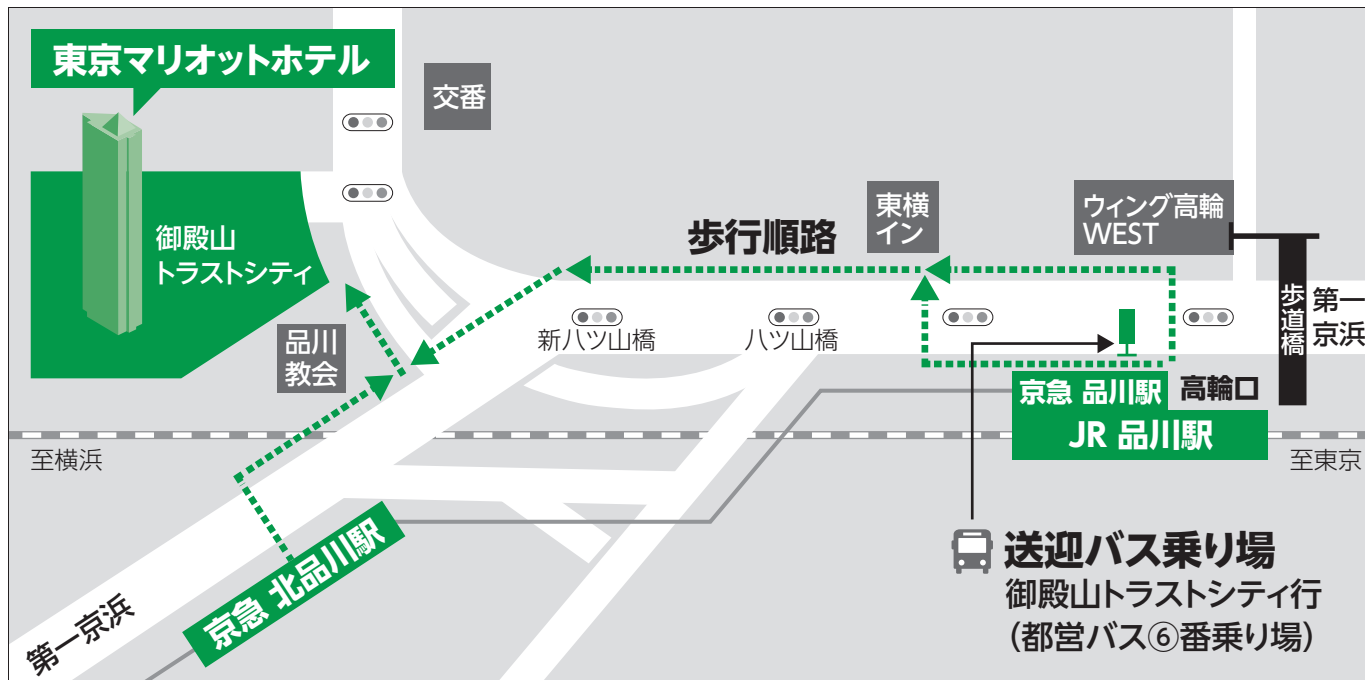 東京マリオットホテル
交番
御殿山
トラストシティ
歩行順路
東横
イン
ウィング高輪
WEST
歩道橋
第一
京浜
品川
教会
新八ツ山橋
八ツ山橋
京急 品川駅
高輪口
JR 品川駅
至横浜
至東京
京急 北品川駅
第一京浜
送迎バス乗り場
御殿山トラストシティ行
(都営バス⑥番乗り場)